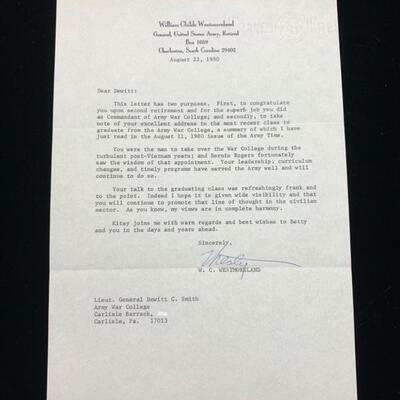 William Childs Westmoreland
General, United States Army, Retired
Box 1059
Charleston, South Carolina 29402
August 22, 1980
Dear Dewitt:
This letter has two purposes. First, to congratulate
you upon second retirement and for the superb job you did
as Commandant of Army War College; and secondly, to take
note of your excellent address to the most recent class to
graduate from the Army War College, a summary of which I have
just read in the August 11, 1980 issue of the Army Time.
You were the man to take over the War College during the
turbulent post-Vietnam years; and Bernie Rogers fortunately
saw the wisdom of that appointment. Your leadership, curriculum
changes, and timely programs have served the Army well and will
continue to do so.
Your talk to the graduating class was refreshingly frank and
to the point. Indeed I hope it is given wide visibility and that
you will continue to promote that line of thought in the civilian
sector. As you know, my views are in complete harmony.
Kitsy joins me with warm regards and best wishes to Betty
and you in the days and years ahead.
Sincerely,
Westy
W. C. WESTMORELAND
Lieut. General Dewitt C. Smith
Army War College
Carlisle Barrack,
Carlisle, Pa. 17013